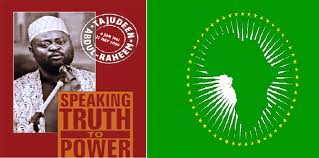 TAJUDEEN
ABDUL-RAHEEM
SPEAKING
TRUTH
TO
POWER